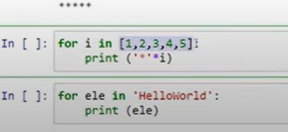 *****
In [ ]: for i in [1,2,3,4,5]:
print ('*'*i)
In [ ]: for ele in 'HelloWorld':
print (ele)